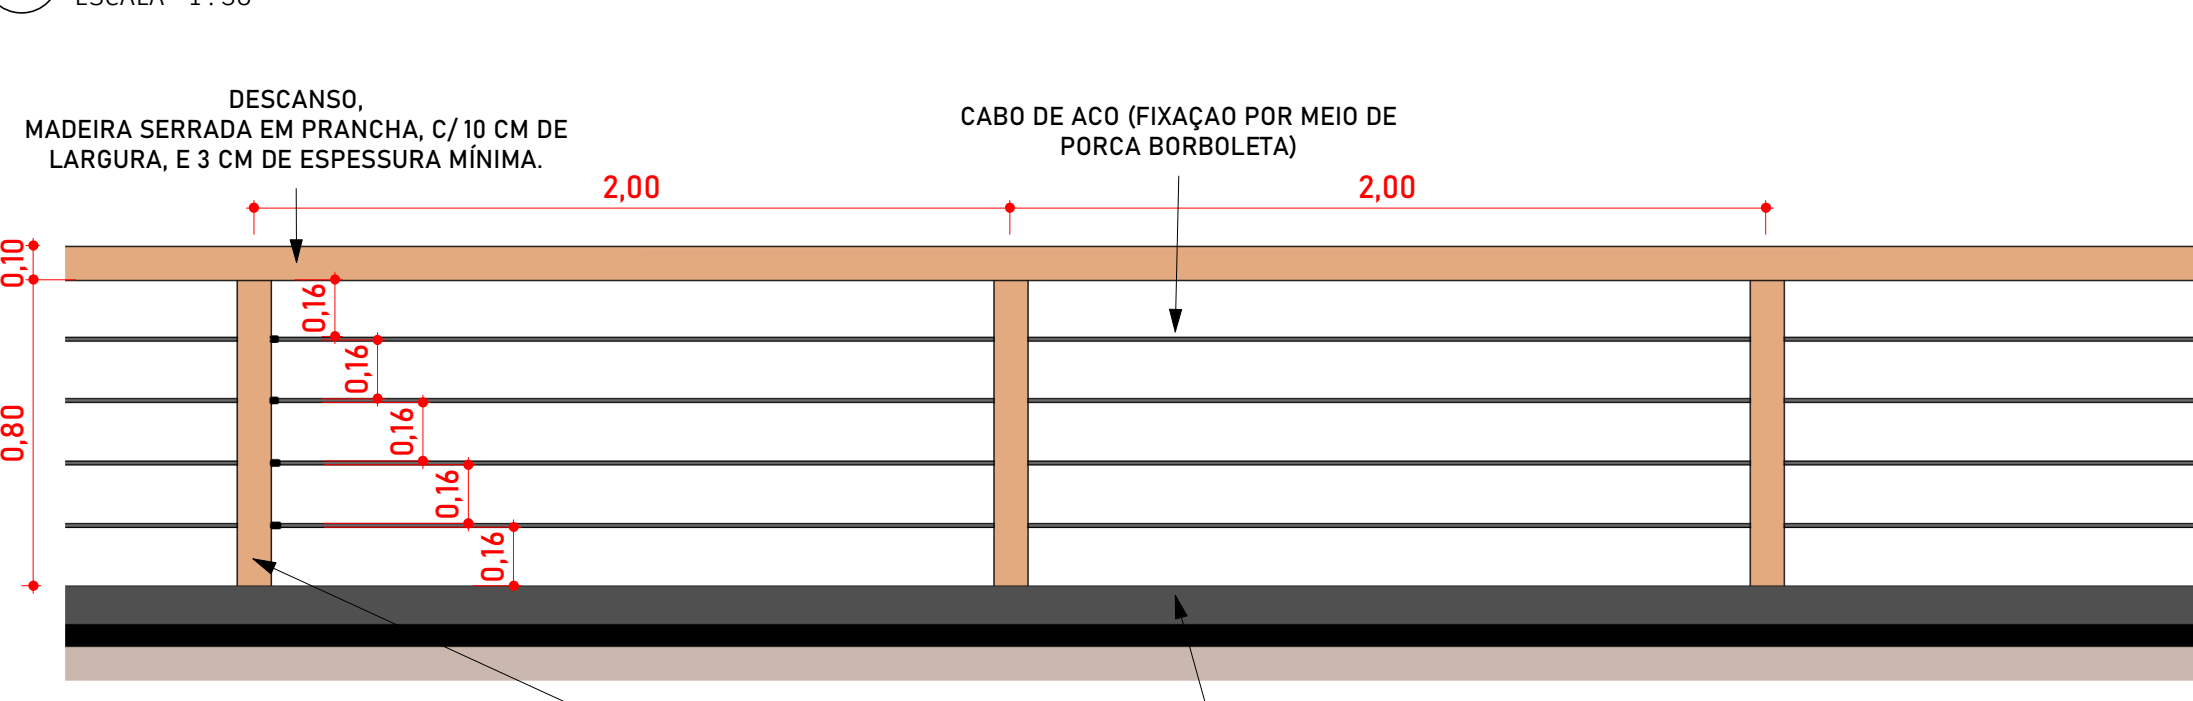 DESCANSO,
MADEIRA SERRADA EM PRANCHA, C/ 10 CM DE
LARGURA, E 3 CM DE ESPESSURA MÍNIMA.
CABO DE ACO (FIXAÇAO POR MEIO DE
PORCA BORBOLETA)
2,00
2,00
0,10
0,80
0,16
0,16
0,16
0,16
0,16